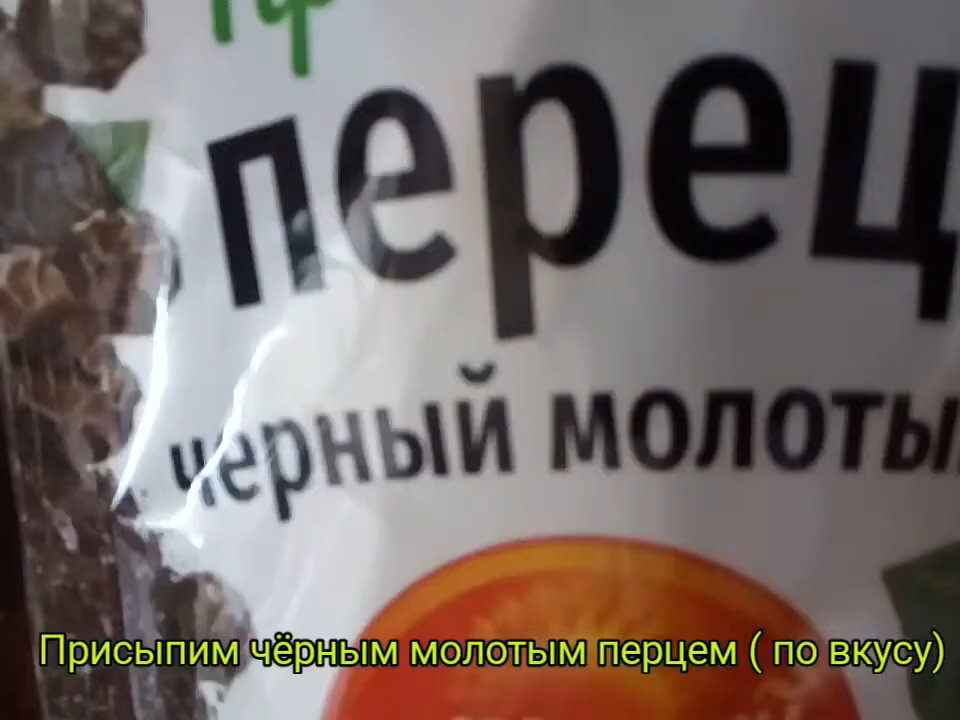 перец
черный молоты
Присыпим чёрным молотым перцем ( по вкусу)